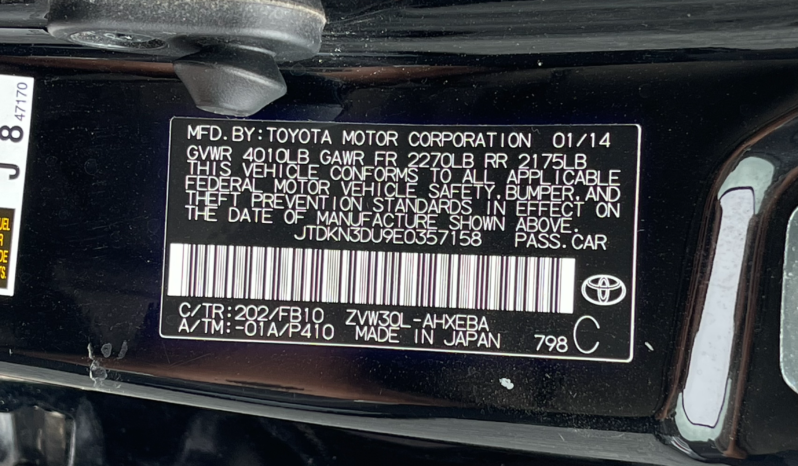 MFD.BY:TOYOTA MOTOR CORPORATION 01/14
GVWR 4010LB GAWR FR 2270LB RR 2175LB
THIS VEHICLE CONFORMS TO ALL APPLICABLE
FEDERAL MOTOR VEHICLE SAFETY,BUMPER,AND
THEFT PREVENTION STANDARDS IN EFFECT ON
THE DATE OF MANUFACTURE SHOWN ABOVE.
JTDKN3DU9E0357158 PASS.CAR
C/TR:202/FB10 ZVW30L-AHXEBA
A/TM:-01A/P410 MADE IN JAPAN 798 C
J 8
47170